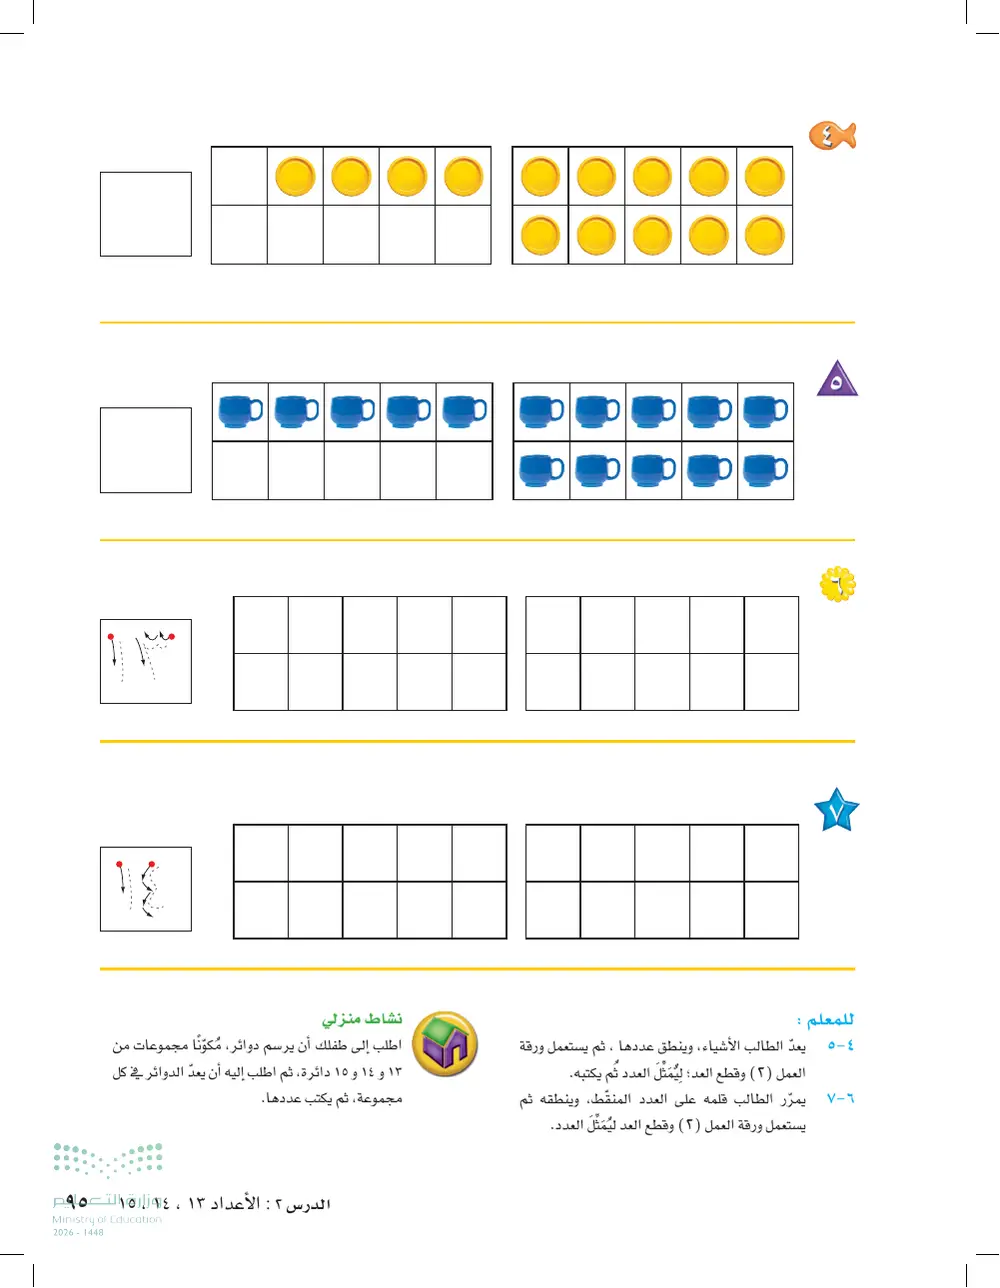 ٤
٥
٦
١٣
٧
١٤
للمعلم :
٤-٥ يعدّ الطالب الأشياء، وينطق عددها ، ثم يستعمل ورقة
العمل (٢) وقطع العد؛ لِيُمَثِّلَ العدد ثُم يكتبه.
٦-٧ يمرّر الطالب قلمه على العدد المنقّط، وينطقه ثم
يستعمل ورقة العمل (٢) وقطع العد ليُمَثِّلَ العدد.
نشاط منزلي
اطلب إلى طفلك أن يرسم دوائر، مُكوّنًا مجموعات من
١٣ و ١٤ و ١٥ دائرة، ثم اطلب إليه أن يعدّ الدوائر في كل
مجموعة، ثم يكتب عددها.
الدرس ٢ : الأعداد ١٣ ، ١٤ ، ١٥ ٩٥
وزارة التعليم
Ministry of Education
2026 - 1448